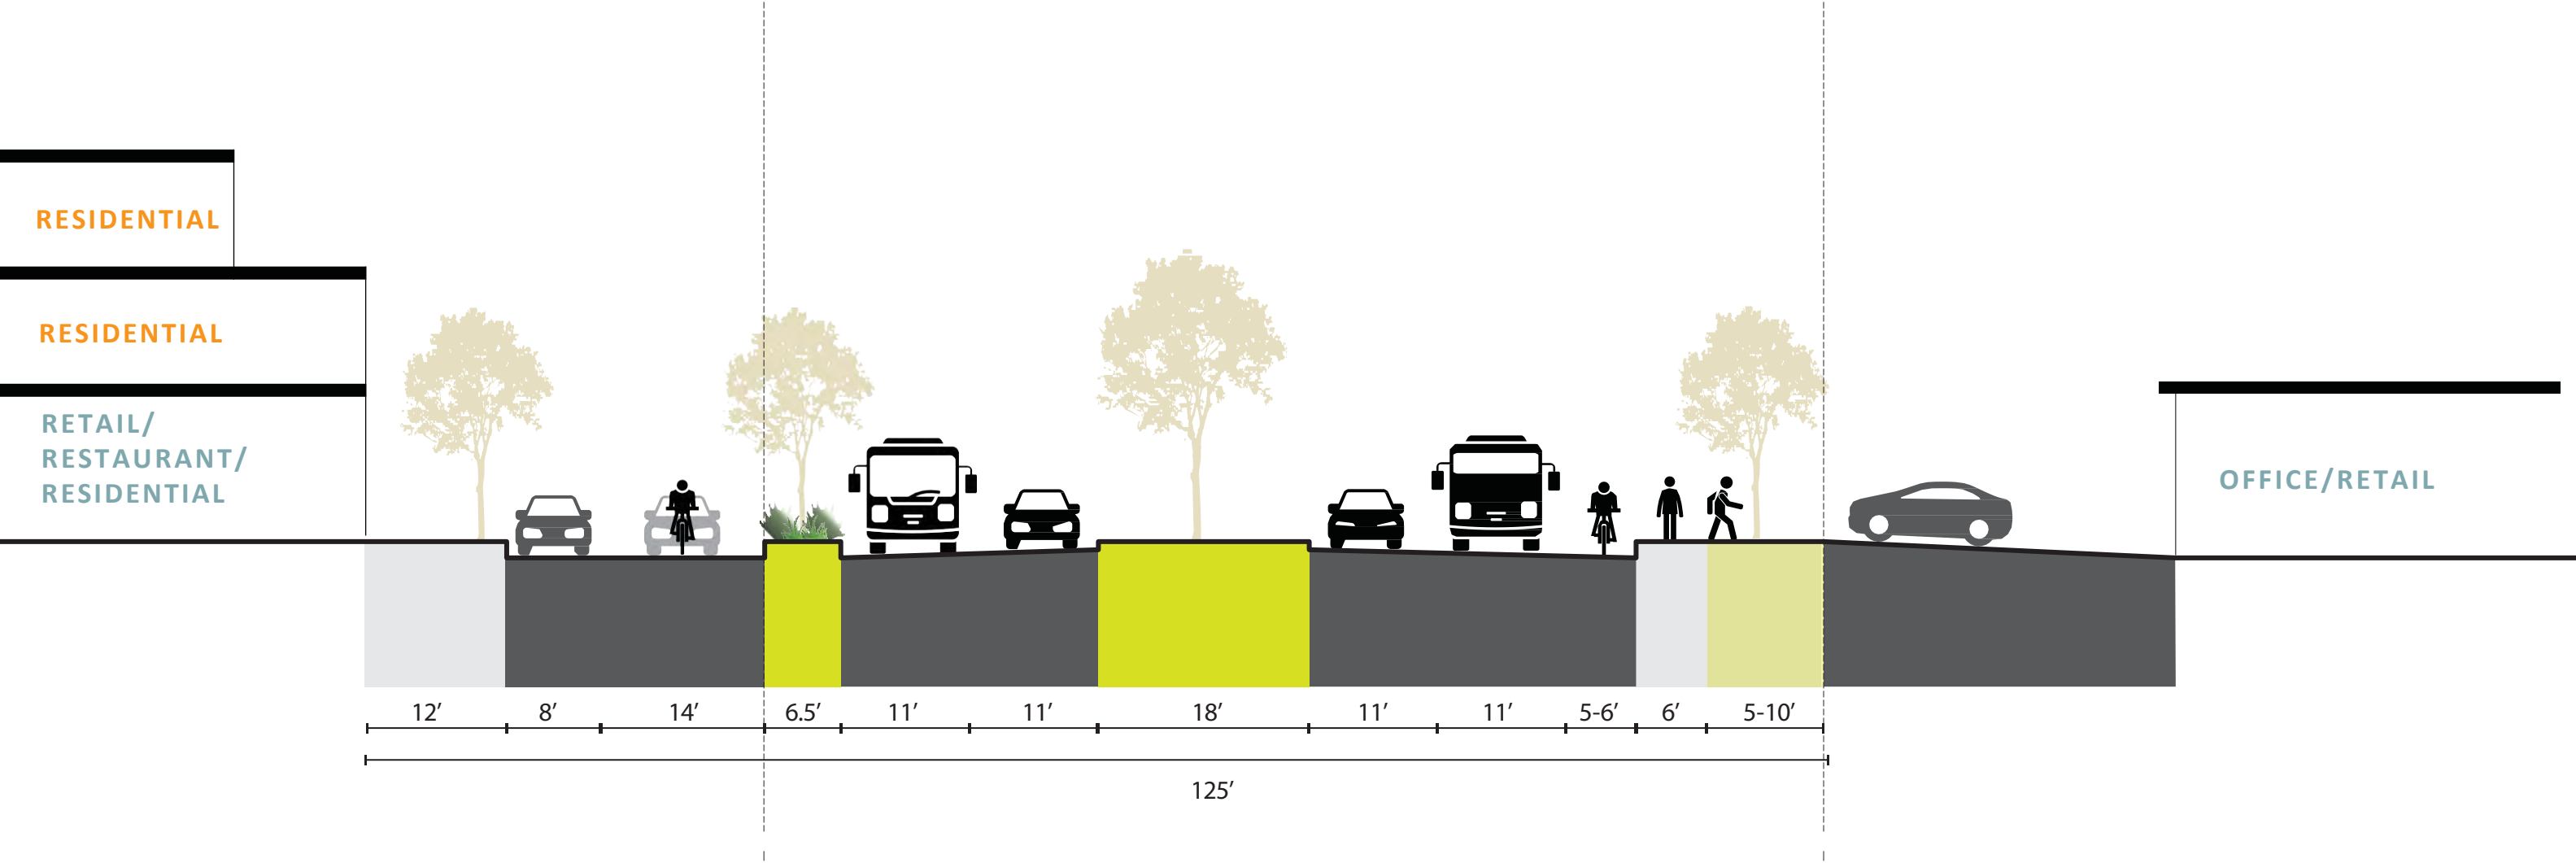 RESIDENTIAL
RESIDENTIAL
RETAIL/
RESTAURANT/
RESIDENTIAL
OFFICE/RETAIL
12’ 8’ 14’ 6.5’ 11’ 11’ 18’ 11’ 11’ 5-6’ 6’ 5-10’
125’